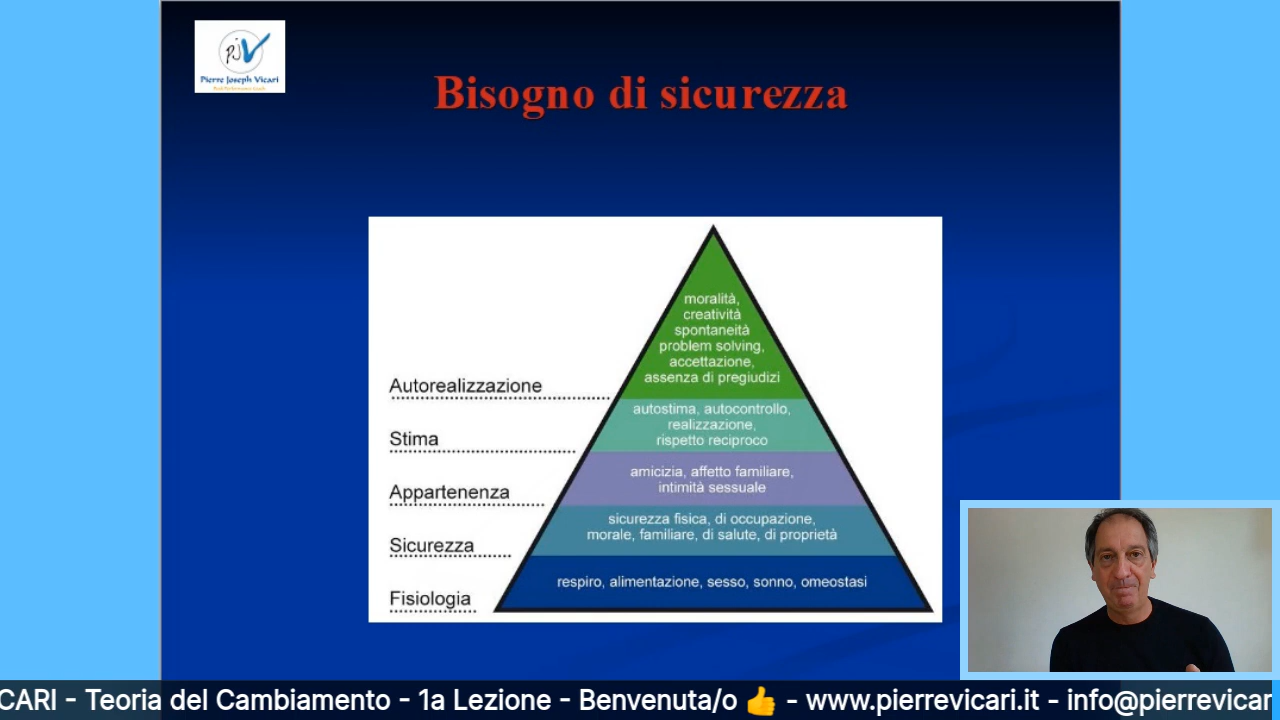 PJV
Pierre Joseph Vicari
Bisogno di sicurezza
moralità,
creatività
spontaneità
problem solving,
accettazione,
assenza di pregiudizi
Autorealizzazione
autostima, autocontrollo,
realizzazione,
rispetto reciproco
Stima
amicizia, affetto familiare,
intimità sessuale
Appartenenza
sicurezza fisica, di occupazione,
morale, familiare, di salute, di proprietà
Sicurezza
respiro, alimentazione, sesso, sonno, omeostasi
Fisiologia
CARI - Teoria del Cambiamento - 1a Lezione - Benvenuta/o 👍 - www.pierrevicari.it - info@pierrevicar